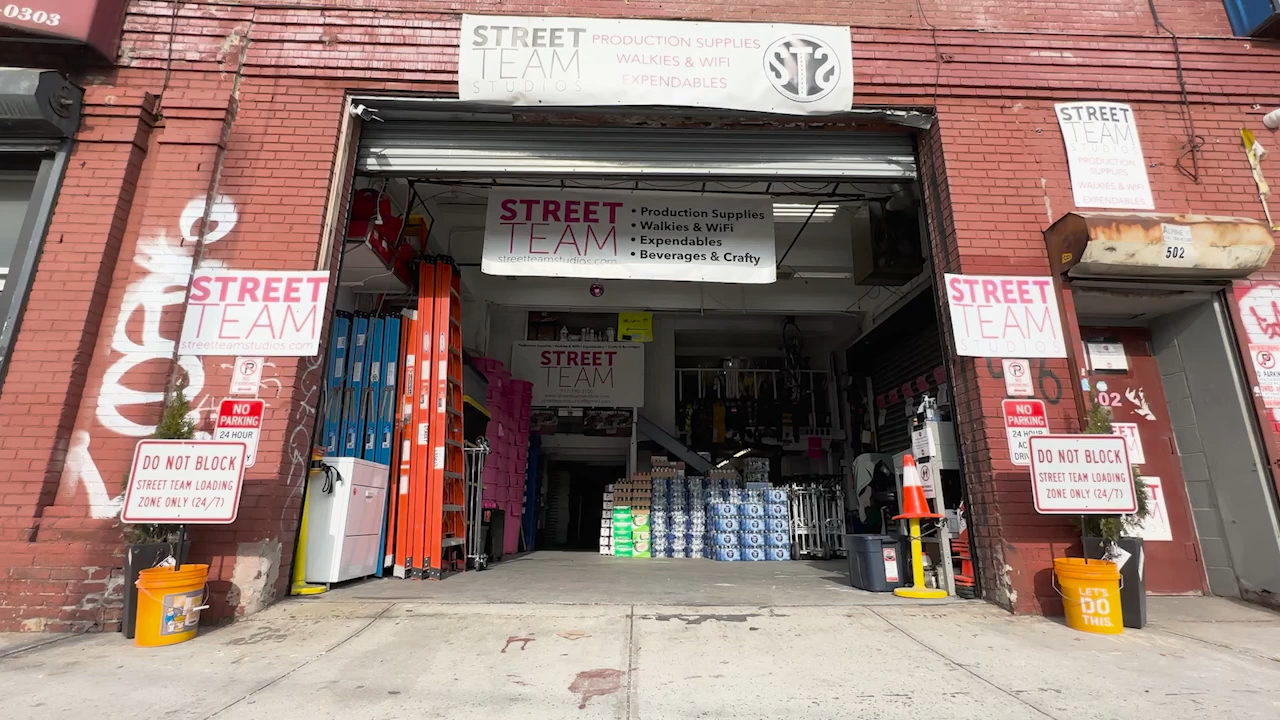 -0303
STREET
TEAM
STUDIOS
PRODUCTION SUPPLIES
WALKIES & WIFI
EXPENDABLES
STS
STREET
TEAM
STUDIOS
PRODUCTION
SUPPLIES
WALKIES & WIFI
EXPENDABLES
STREET
TEAM
streetteamstudios.com
• Production Supplies
• Walkies & WiFi
• Expendables
• Beverages & Crafty
502
STREET
TEAM
streetteamstudios.com
STREET
TEAM
STREET
TEAM
STUDIOS
NO
PARKING
24 HOUR
NO
PARKING
24 HOUR
DO NOT BLOCK
STREET TEAM LOADING
ZONE ONLY (24/7)
DO NOT BLOCK
STREET TEAM LOADING
ZONE ONLY (24/7)
LET'S
DO
THIS.